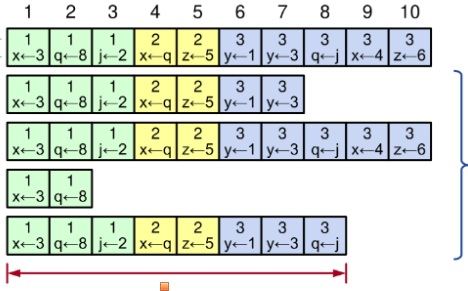 1 2 3 4 5 6 7 8 9 10
1 1 1 2 2 3 3 3 3 3
x←3 q←8 j←2 x←q z←5 y←1 y←3 q←j x←4 z←6
1 1 1 2 2 3 3
x←3 q←8 j←2 x←q z←5 y←1 y←3
1 1 1 2 2 3 3 3 3 3
x←3 q←8 j←2 x←q z←5 y←1 y←3 q←j x←4 z←6
1 1
x←3 q←8
1 1 1 2 2 3 3 3
x←3 q←8 j←2 x←q z←5 y←1 y←3 q←j